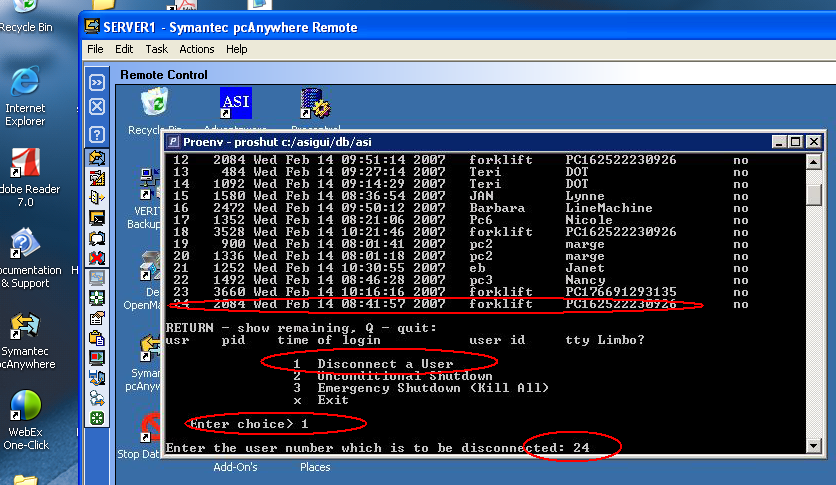 Recycle Bin
SERVER1 - Symantec pcAnywhere Remote
File Edit Task Actions Help
Remote Control
Internet
Explorer
Adobe Reader
7.0
Documentation
& Support
Symantec
pcAnywhere
WebEx
One-Click
ASI
Recycle Bin
VERIT
Backup
De
OpenMa
Syman
pcAnyw
Stop Dat
Add-On's
Places
Proenv - proshut c:/asigui/db/asi
12 2084 Wed Feb 14 09:51:14 2007 forklift PC162522230926 no
13 484 Wed Feb 14 09:27:14 2007 Teri DOT no
14 1092 Wed Feb 14 09:14:29 2007 Teri DOT no
15 1580 Wed Feb 14 08:36:54 2007 JAN Lynne no
16 2472 Wed Feb 14 09:50:12 2007 Barbara LineMachine no
17 1352 Wed Feb 14 08:21:06 2007 Pc6 Nicole no
18 3528 Wed Feb 14 10:21:46 2007 forklift PC162522230926 no
19 900 Wed Feb 14 08:01:41 2007 pc2 marge no
20 1336 Wed Feb 14 08:01:18 2007 pc2 marge no
21 1252 Wed Feb 14 10:30:55 2007 eb Janet no
22 1492 Wed Feb 14 08:46:28 2007 pc3 Nancy no
23 3660 Wed Feb 14 10:16:16 2007 forklift PC176691293135 no
24 2084 Wed Feb 14 08:41:57 2007 forklift PC162522230926 no
RETURN - show remaining, Q - quit:
usr pid time of login user id tty Limbo?
1 Disconnect a User
2 Unconditional Shutdown
3 Emergency Shutdown (Kill All)
x Exit
Enter choice> 1
Enter the user number which is to be disconnected: 24